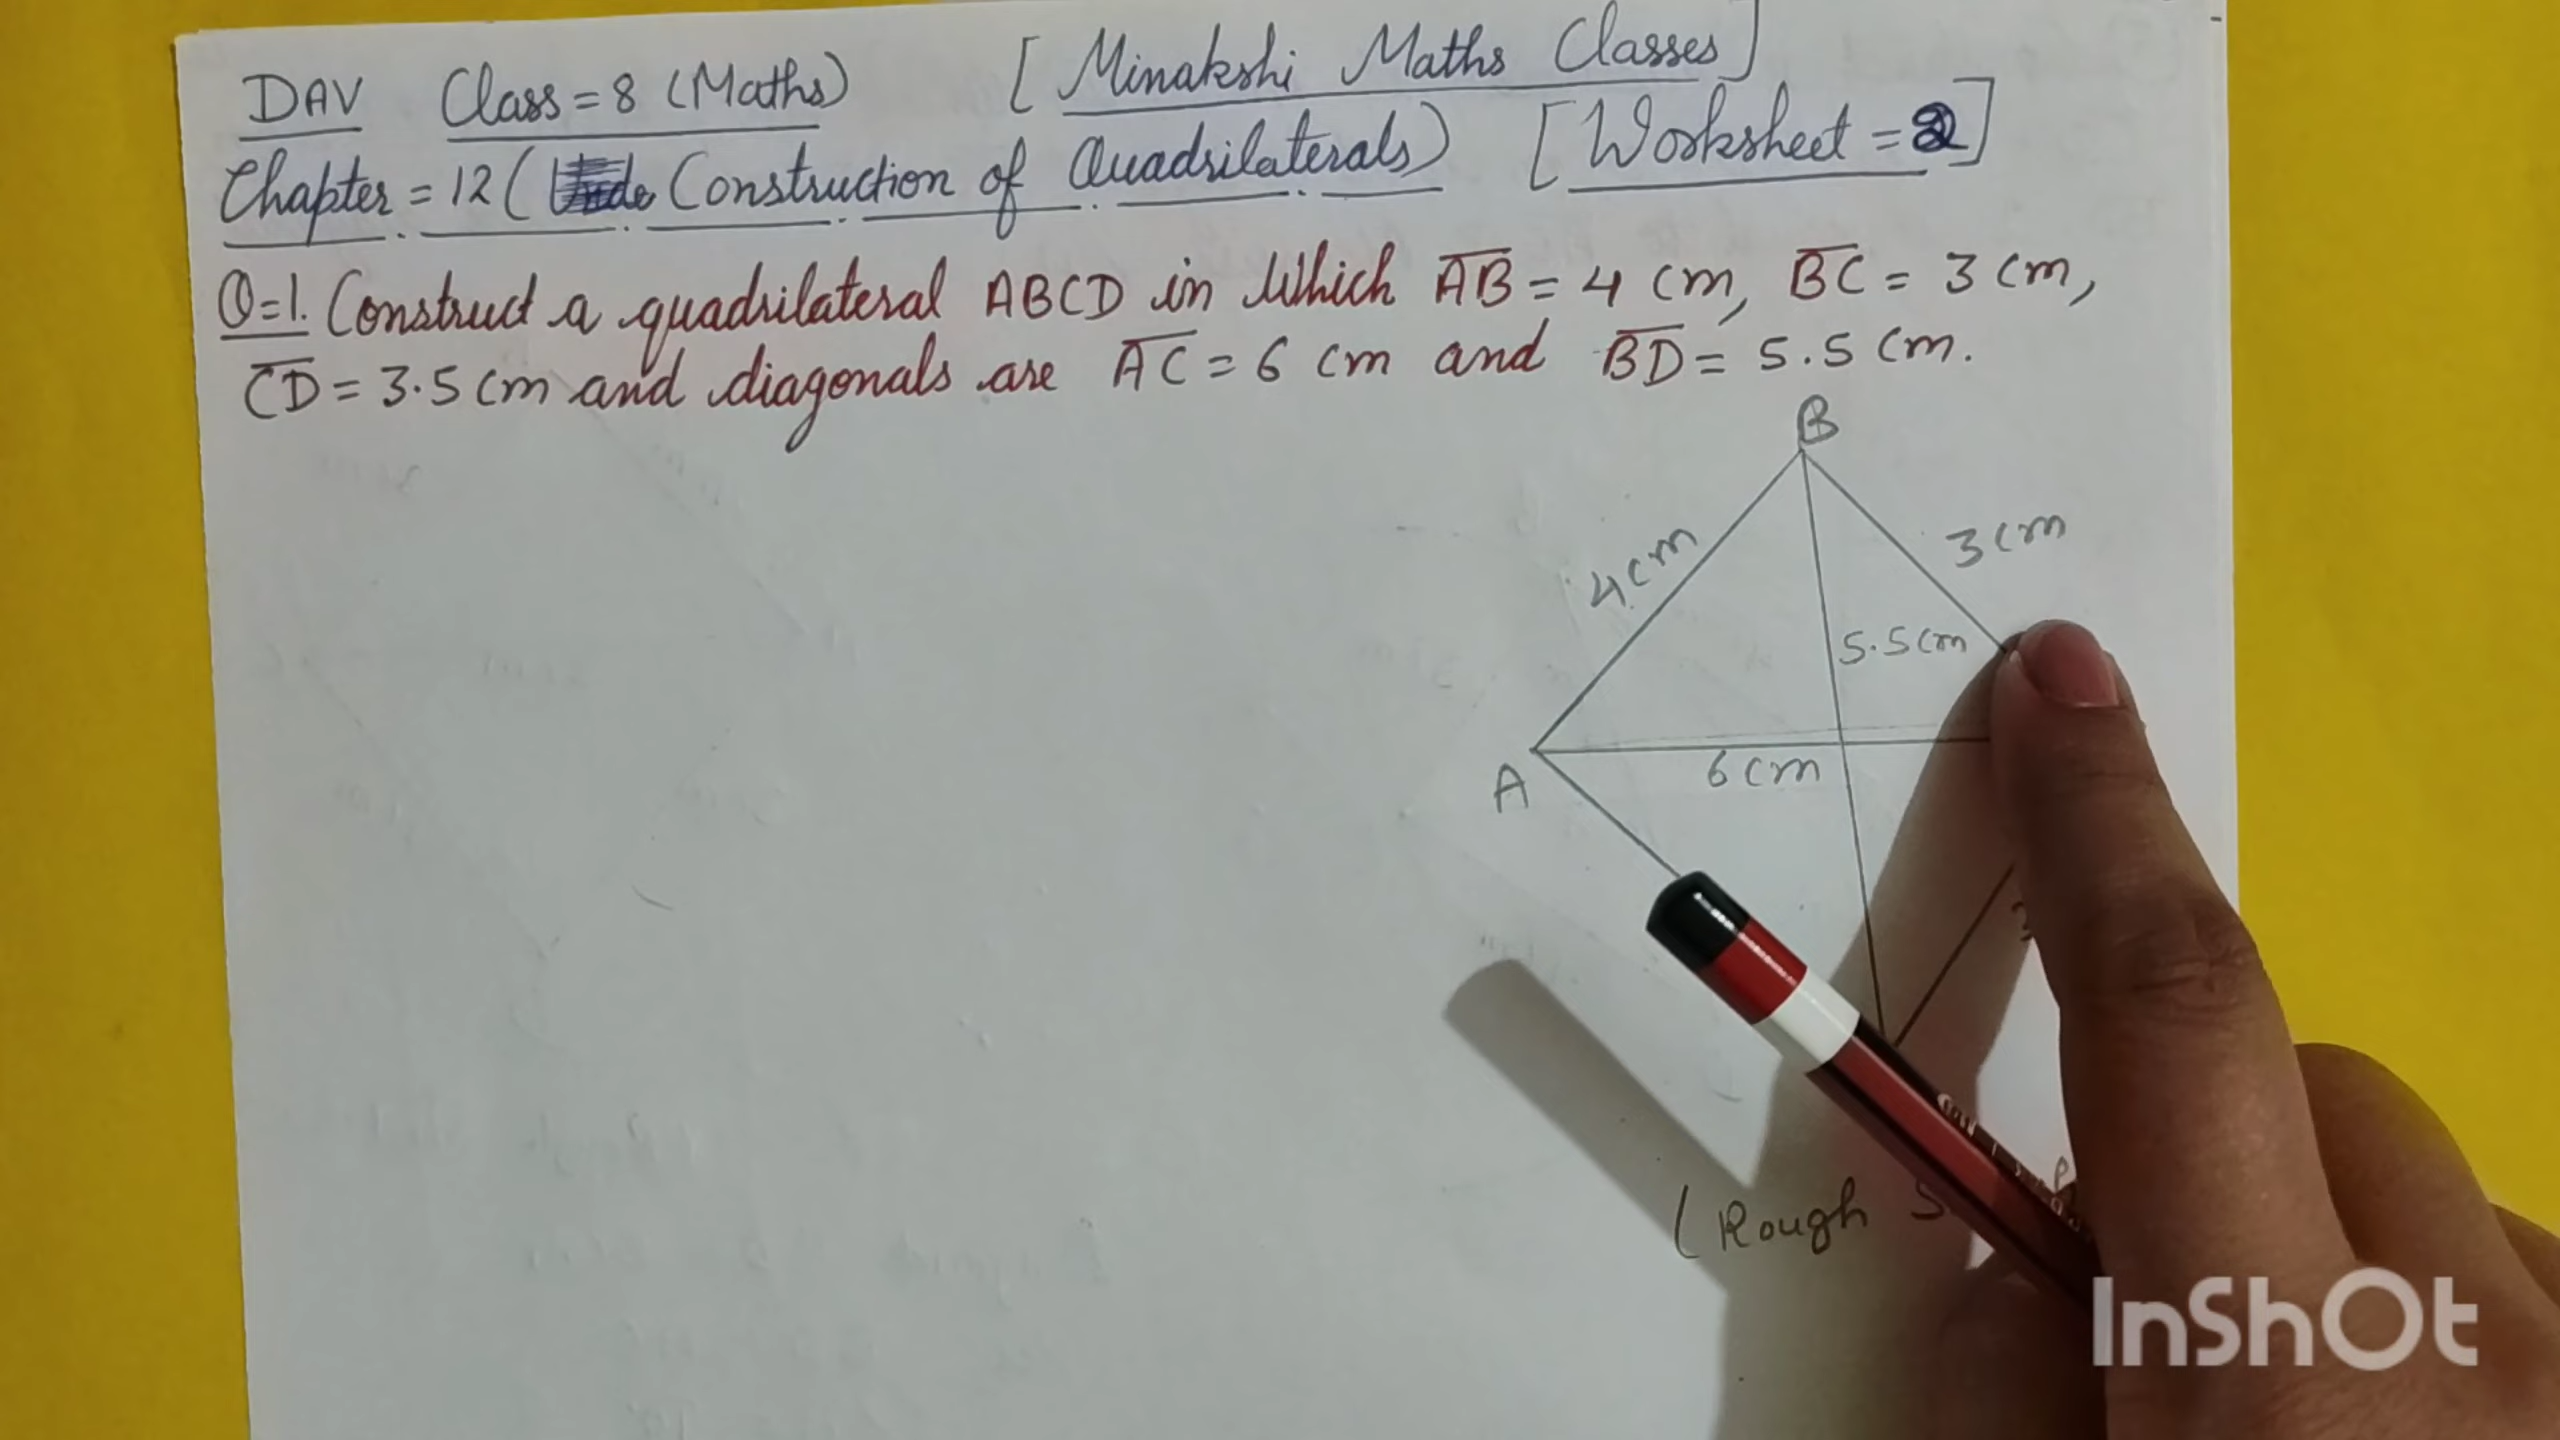 DAV Class = 8 (Maths) [Minakshi Maths Classes]
Chapter = 12 (Construction of Quadrilaterals) [Worksheet = 2]
Q=1. Construct a quadrilateral ABCD in which AB = 4 cm, BC = 3 cm,
CD = 3.5 cm and diagonals are AC = 6 cm and BD = 5.5 cm.
B
4cm
3cm
5.5cm
6cm
A
(Rough
InShOt